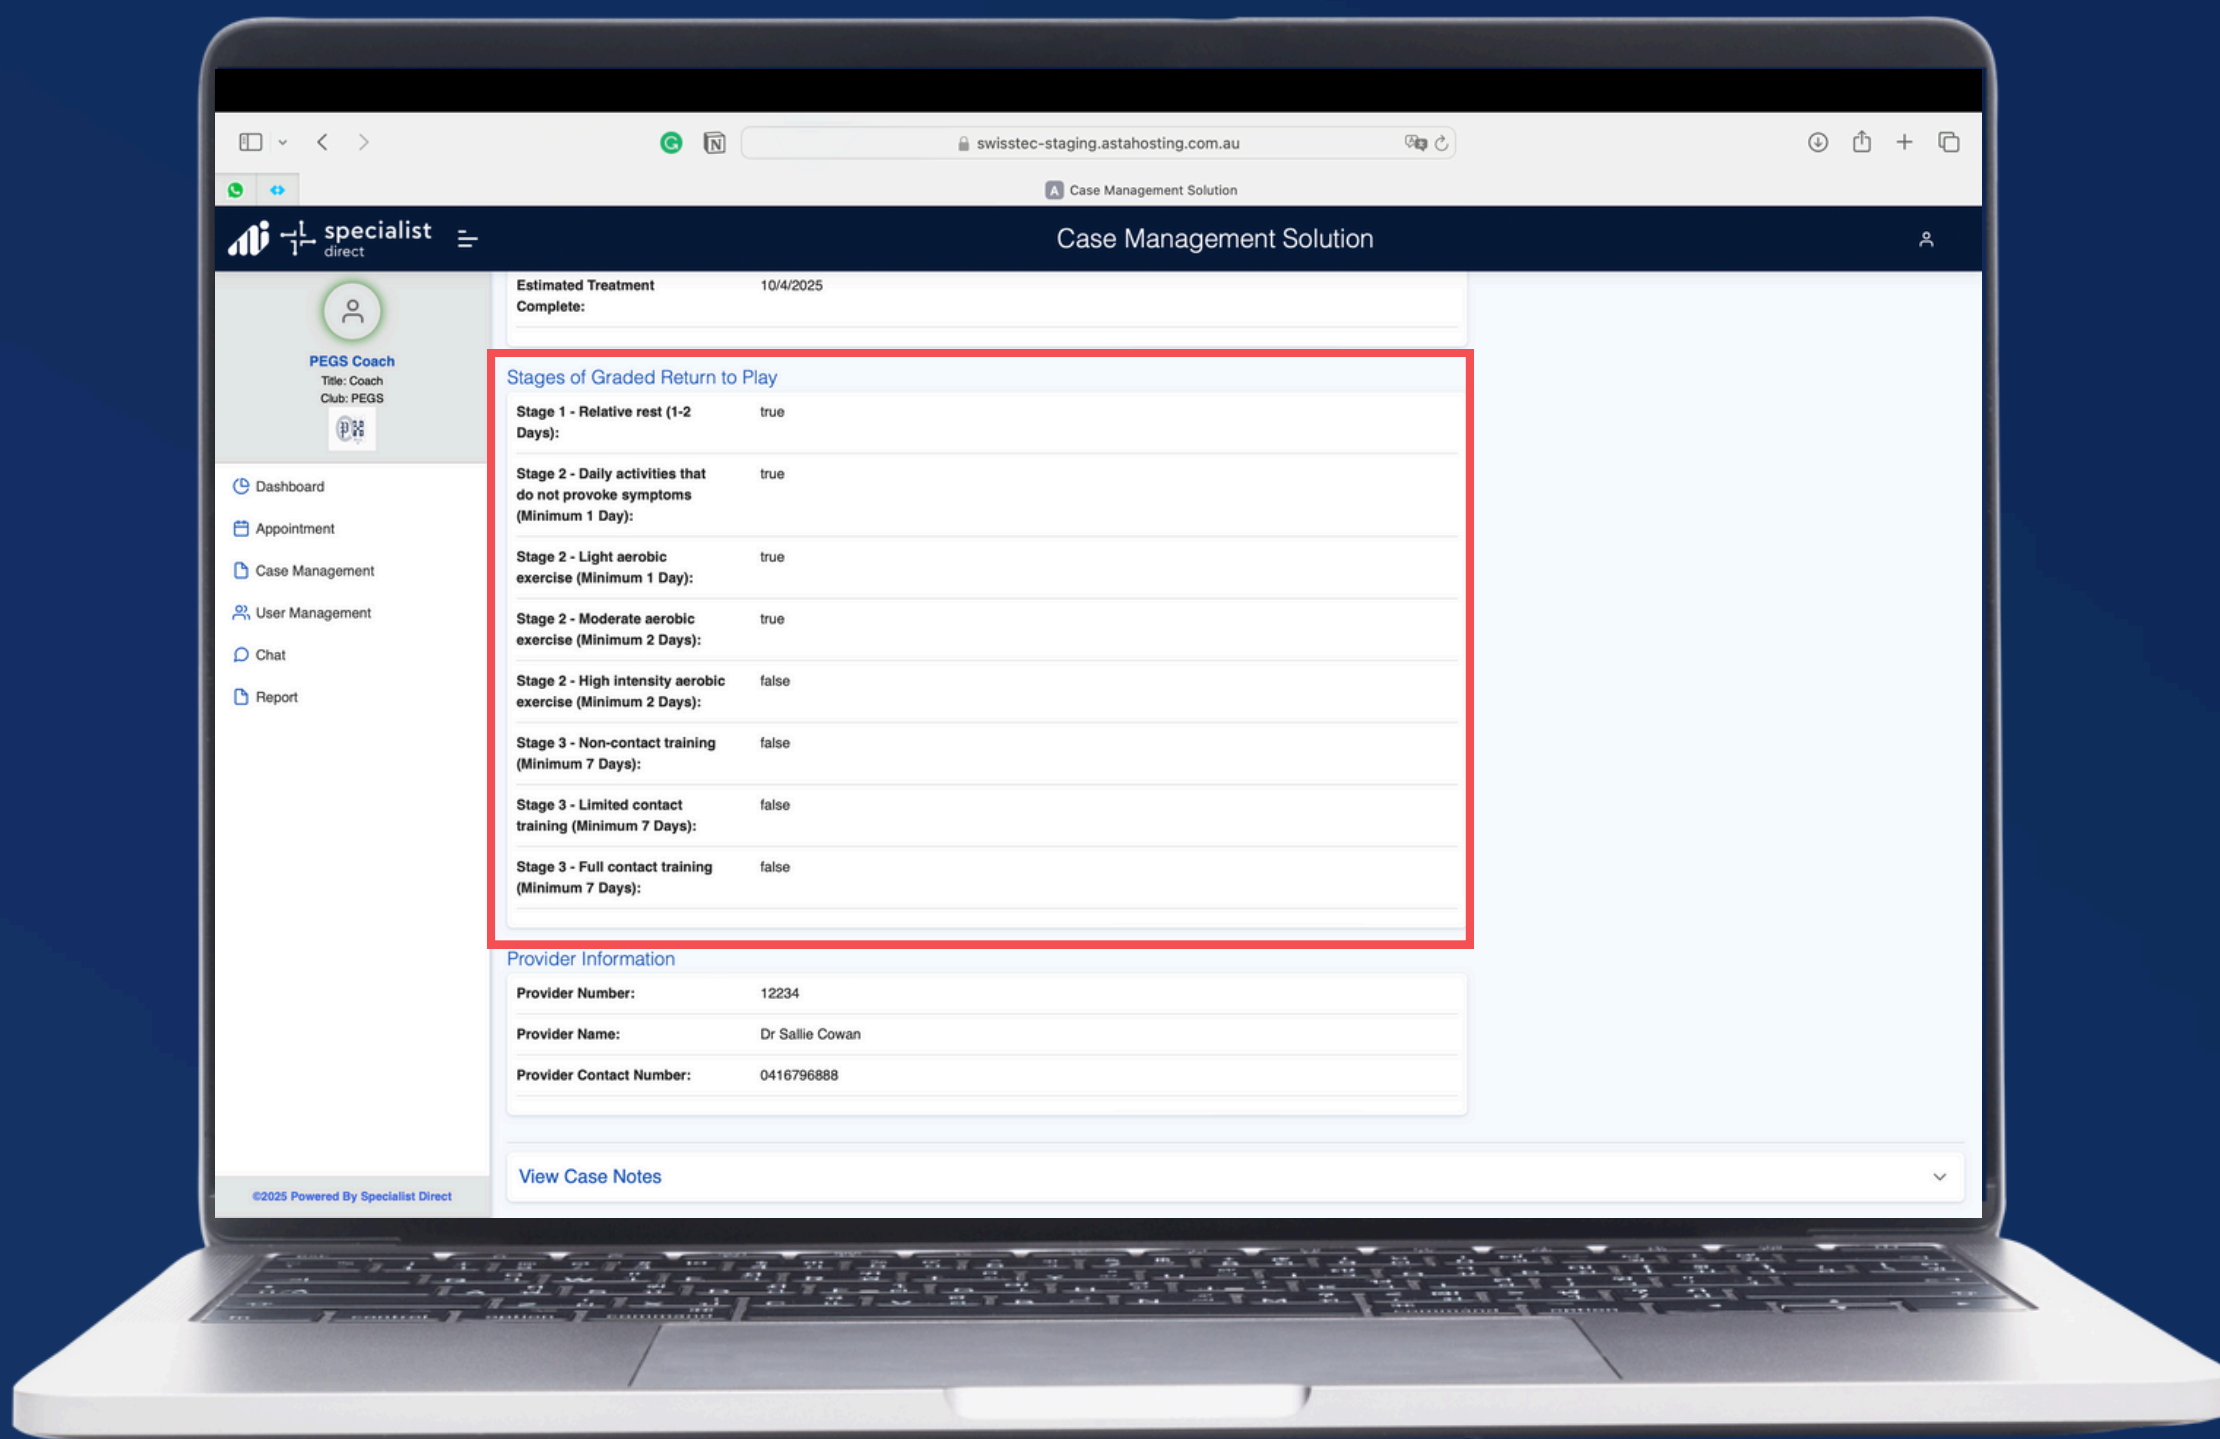 swisstec-staging.astahosting.com.au
A Case Management Solution
specialist
direct
Case Management Solution
PEGS Coach
Title: Coach
Club: PEGS
Dashboard
Appointment
Case Management
User Management
Chat
Report
©2025 Powered By Specialist Direct
Estimated Treatment 10/4/2025
Complete:
Stages of Graded Return to Play
Stage 1 - Relative rest (1-2 true
Days):
Stage 2 - Daily activities that true
do not provoke symptoms
(Minimum 1 Day):
Stage 2 - Light aerobic true
exercise (Minimum 1 Day):
Stage 2 - Moderate aerobic true
exercise (Minimum 2 Days):
Stage 2 - High intensity aerobic false
exercise (Minimum 2 Days):
Stage 3 - Non-contact training false
(Minimum 7 Days):
Stage 3 - Limited contact false
training (Minimum 7 Days):
Stage 3 - Full contact training false
(Minimum 7 Days):
Provider Information
Provider Number: 12234
Provider Name: Dr Sallie Cowan
Provider Contact Number: 0416796888
View Case Notes